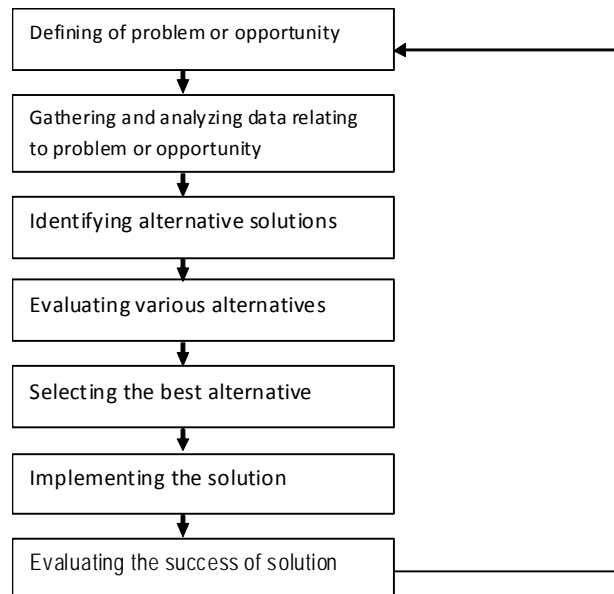 Defining of problem or opportunity
Gathering and analyzing data relating
to problem or opportunity
Identifying alternative solutions
Evaluating various alternatives
Selecting the best alternative
Implementing the solution
Evaluating the success of solution